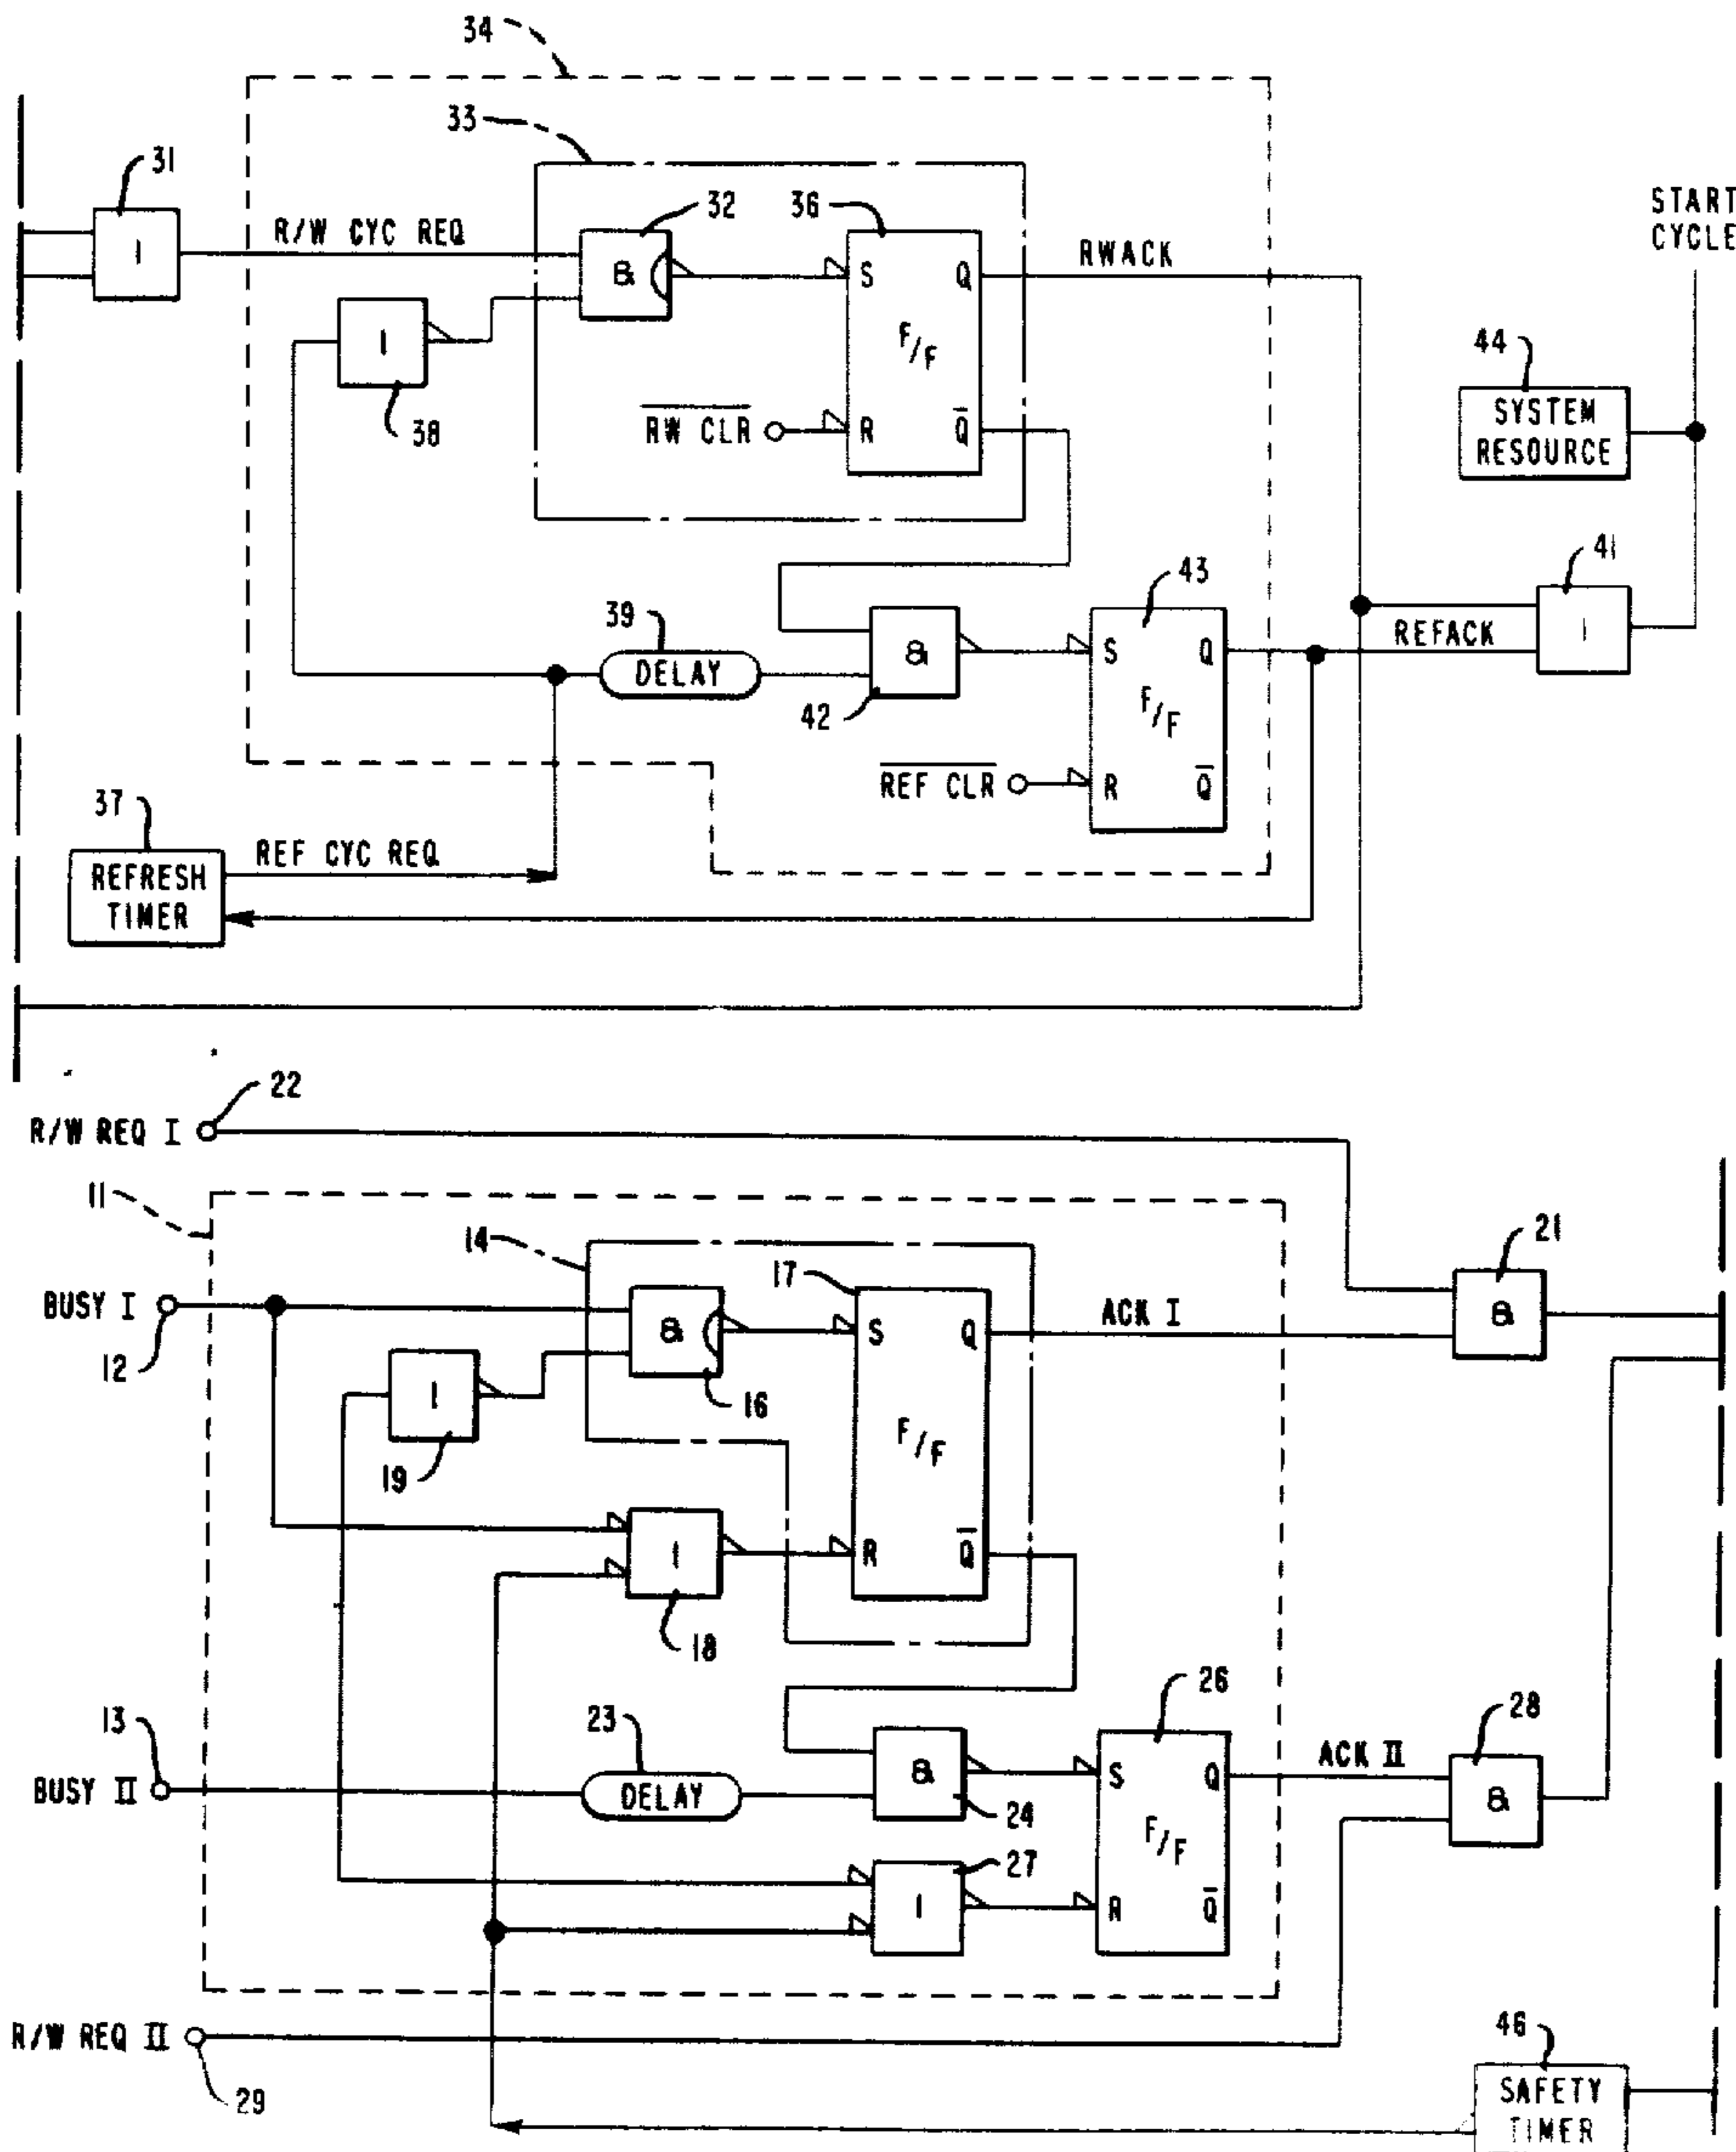 34
33
31
32
36
START
CYCLE
R/W CYC REQ
RWACK
I
&
S
Q
F/F
44
I
SYSTEM
RESOURCE
38
RW CLR
R
Q
41
43
39
REFACK
I
DELAY
&
S
Q
42
F/F
37
REF CLR
R
Q
REF CYC REQ
REFRESH
TIMER
22
R/W REQ I
11
14
21
17
BUSY I
&
S
Q
ACK I
&
12
I
16
F/F
19
I
R
Q
18
26
13
23
28
ACK II
BUSY II
DELAY
&
S
Q
&
24
F/F
27
I
R
Q
46
R/W REQ II
29
SAFETY
TIMER